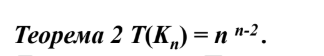 Теорема 2 T(Kₙ) = n ⁿ⁻².